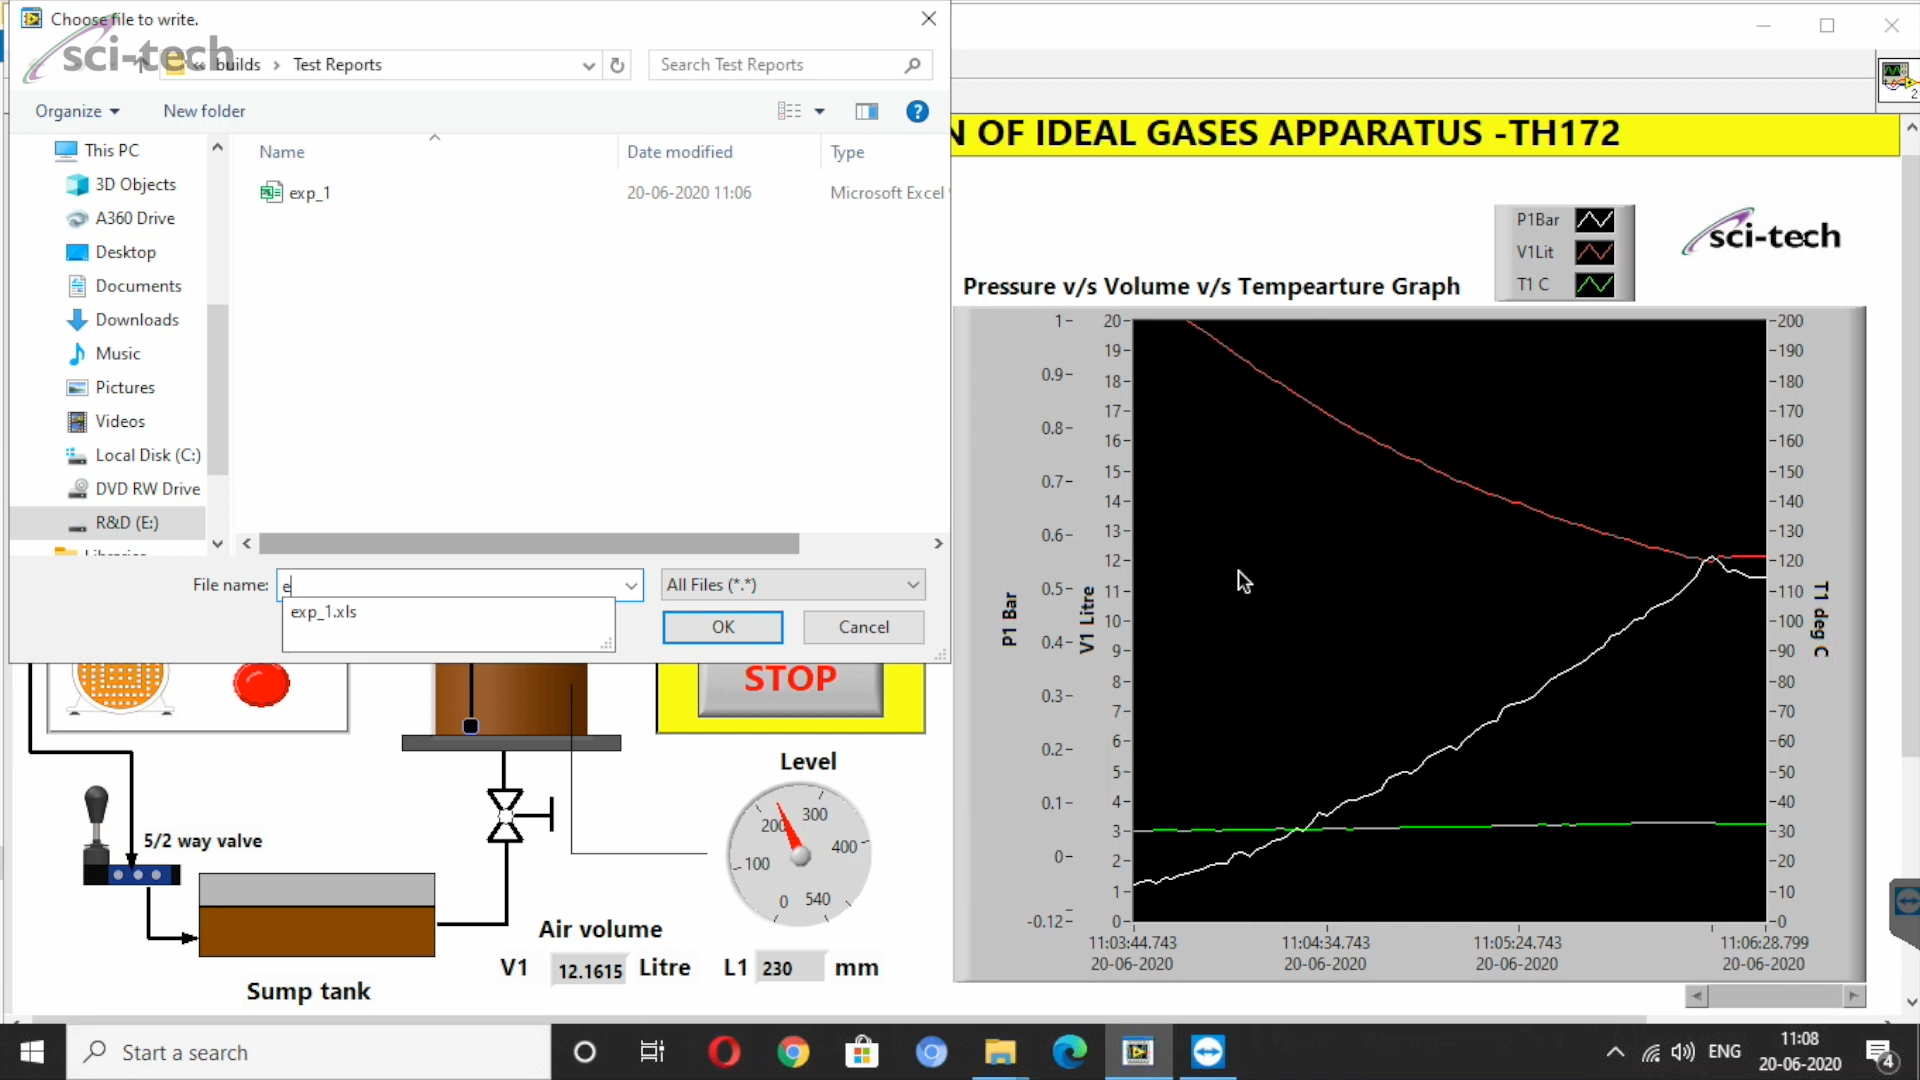 Choose file to write.
sci-tech
« builds > Test Reports
Search Test Reports
Organize
New folder
?
This PC
3D Objects
A360 Drive
Desktop
Documents
Downloads
Music
Pictures
Videos
Local Disk (C:)
DVD RW Drive
R&D (E:)
Libraries
Name
Date modified
Type
exp_1
20-06-2020 11:06
Microsoft Excel
File name:
e
exp_1.xls
All Files (*.*)
OK
Cancel
N OF IDEAL GASES APPARATUS -TH172
P1Bar
V1Lit
T1 C
sci-tech
2
Pressure v/s Volume v/s Tempearture Graph
P1 Bar
1
0.9
0.8
0.7
0.6
0.5
0.4
0.3
0.2
0.1
0
-0.12
V1 Litre
20
19
18
17
16
15
14
13
12
11
10
9
8
7
6
5
4
3
2
1
0
T1 deg C
200
190
180
170
160
150
140
130
120
110
100
90
80
70
60
50
40
30
20
10
0
11:03:44.743
20-06-2020
11:04:34.743
20-06-2020
11:05:24.743
20-06-2020
11:06:28.799
20-06-2020
STOP
Level
0
100
200
300
400
540
5/2 way valve
Sump tank
Air volume
V1 12.1615 Litre
L1 230 mm
Start a search
ENG
11:08
20-06-2020
4